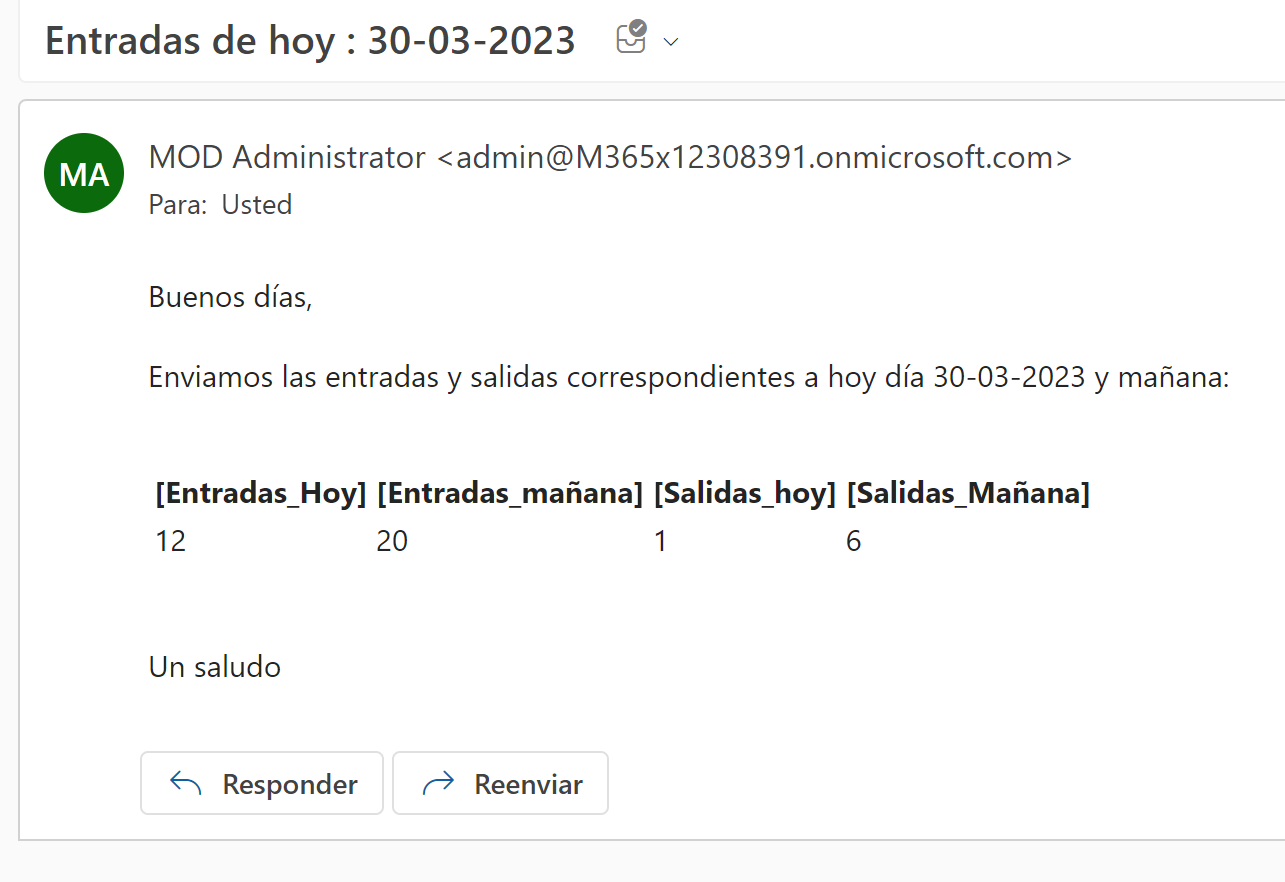 Entradas de hoy : 30-03-2023
MA
MOD Administrator <admin@M365x12308391.onmicrosoft.com>
Para: Usted
Buenos días,
Enviamos las entradas y salidas correspondientes a hoy día 30-03-2023 y mañana:
[Entradas_Hoy] [Entradas_mañana] [Salidas_hoy] [Salidas_Mañana]
12 20 1 6
Un saludo
Responder Reenviar